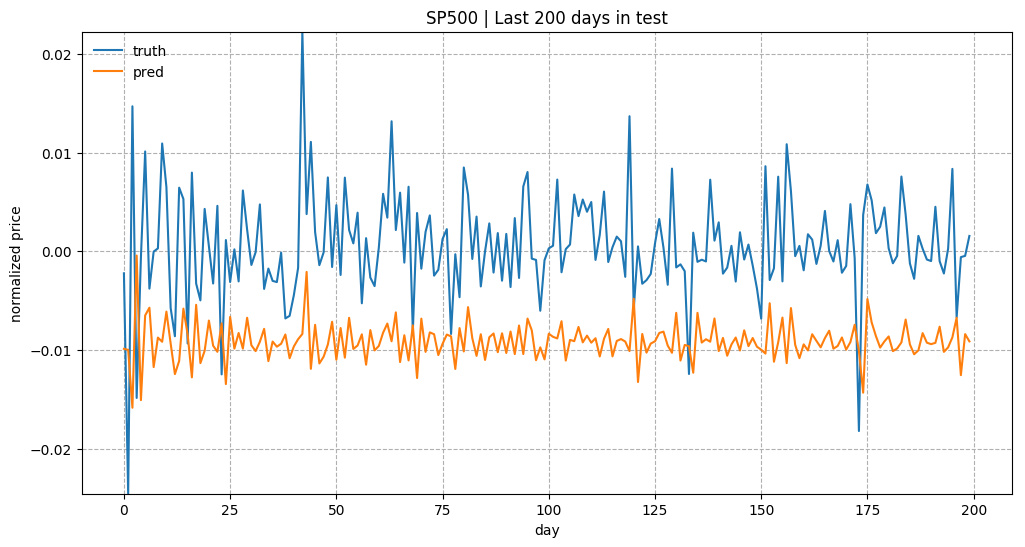 SP500 | Last 200 days in test
truth
pred
normalized price
0.02
0.01
0.00
−0.01
−0.02
0 25 50 75 100 125 150 175 200
day